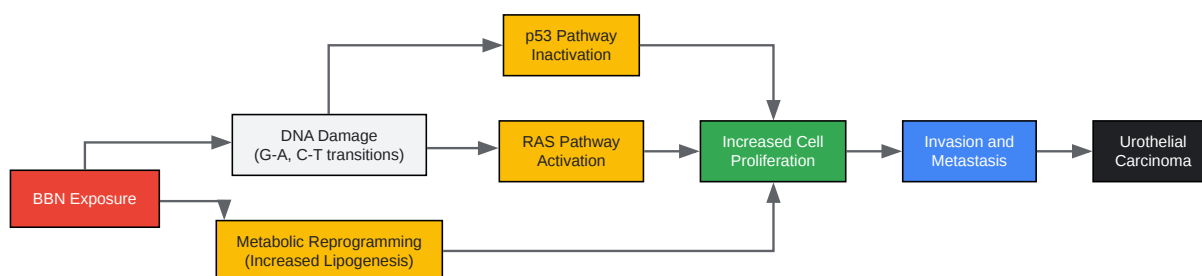 p53 Pathway
Inactivation
DNA Damage
(G-A, C-T transitions)
RAS Pathway
Activation
Increased Cell
Proliferation
Invasion and
Metastasis
Urothelial
Carcinoma
BBN Exposure
Metabolic Reprogramming
(Increased Lipogenesis)